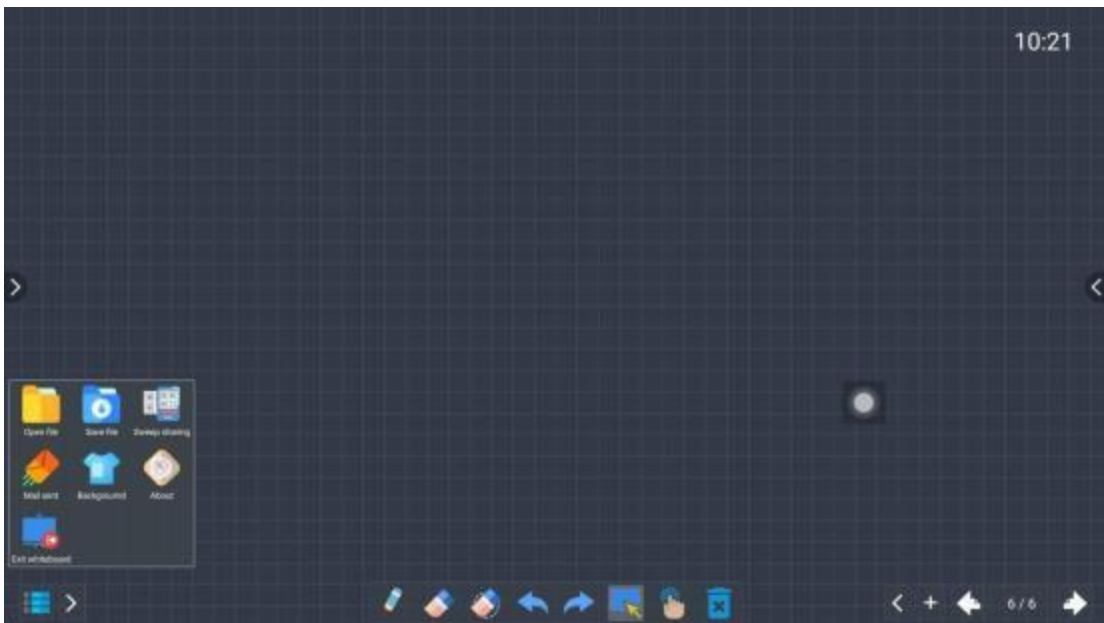 10:21
Open file Save file Sweep sharing
Mail sent Background About
Exit whiteboard
6 / 6